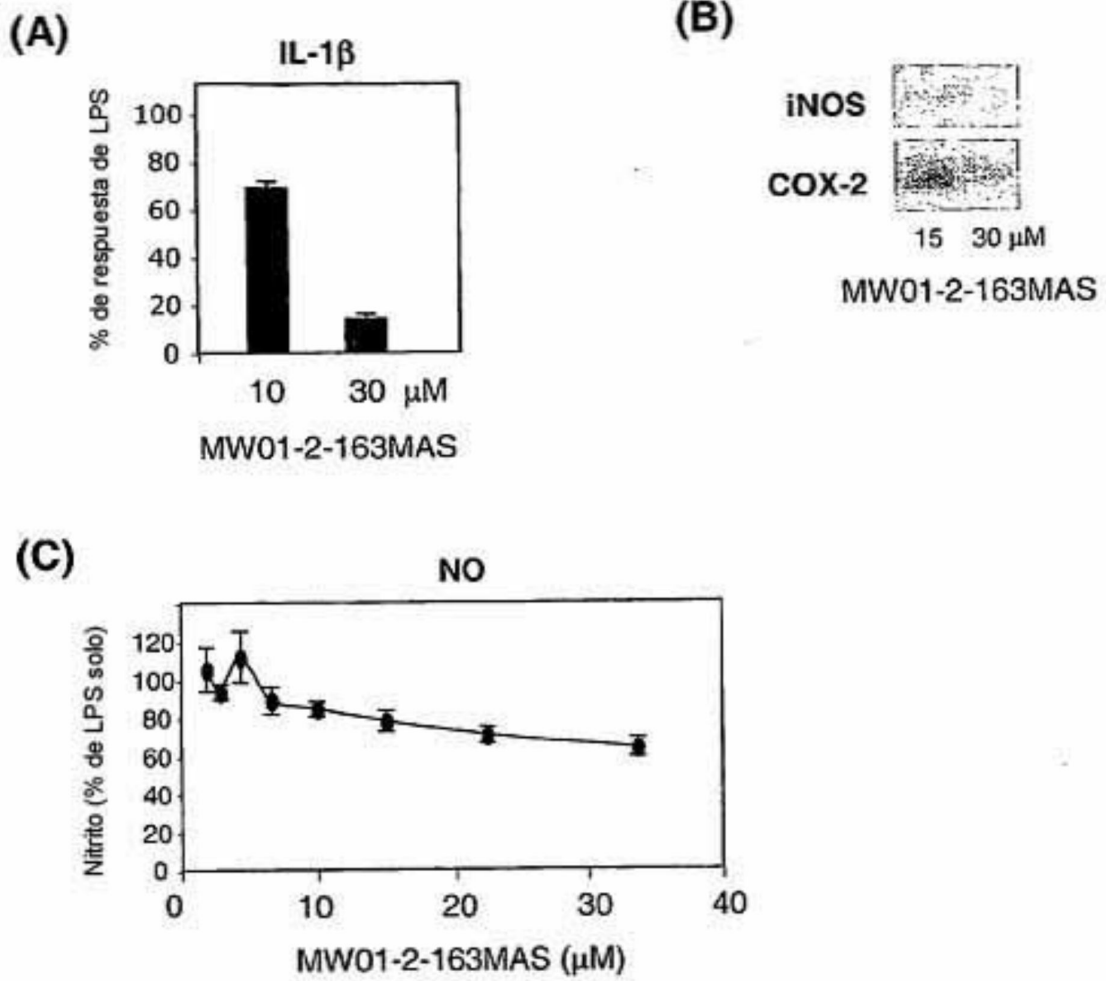 (A)
IL-1β
% de respuesta de LPS
100
80
60
40
20
0
10 30 μM
MW01-2-163MAS
(B)
iNOS
COX-2
15 30 μM
MW01-2-163MAS
(C)
NO
Nitrito (% de LPS solo)
120
100
80
60
40
20
0
0 10 20 30 40
MW01-2-163MAS (μM)